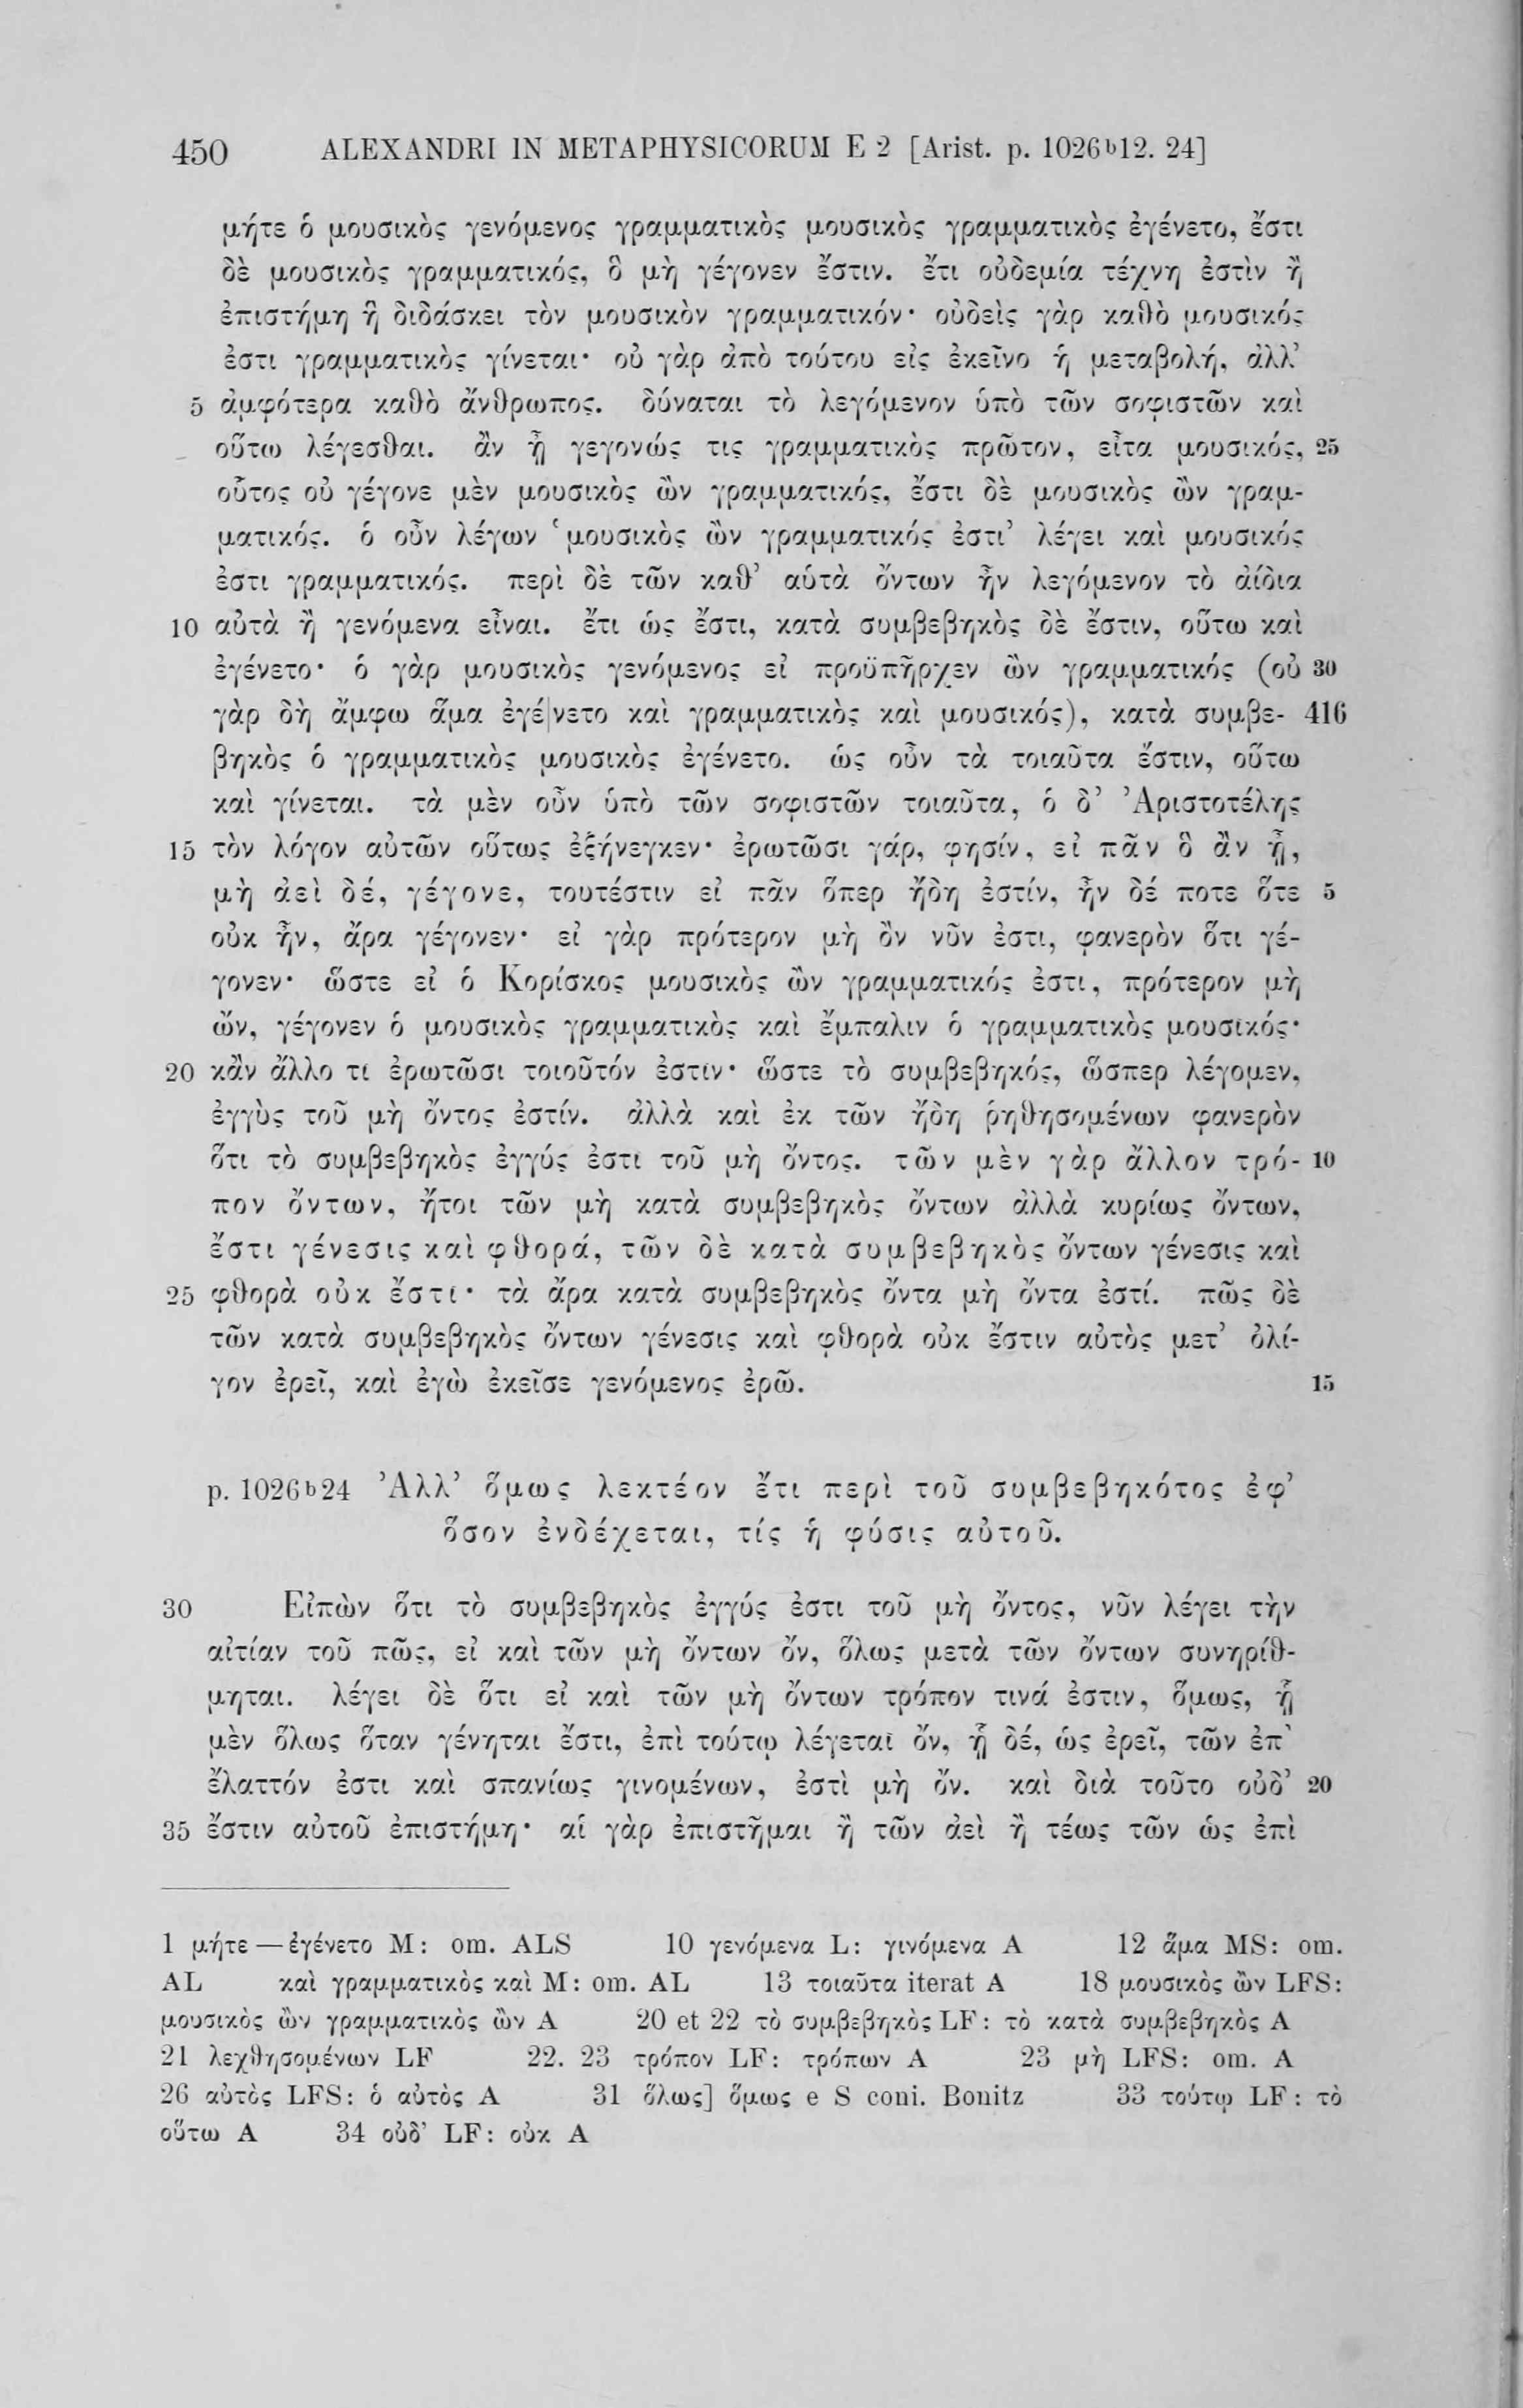 450 ALEXANDRI IN METAPHYSICORUM E 2 [Arist. p. 1026ᵇ12. 24]
μήτε ὁ μουσικὸς γενόμενος γραμματικὸς μουσικὸς γραμματικὸς ἐγένετο, ἔστι
δὲ μουσικὸς γραμματικός, ὃ μὴ γέγονεν ἔστιν. ἔτι οὐδεμία τέχνη ἐστὶν ἢ
ἐπιστήμη ἣ διδάσκει τὸν μουσικὸν γραμματικόν· οὐδεὶς γὰρ καθὸ μουσικός
ἐστι γραμματικὸς γίνεται· οὐ γὰρ ἀπὸ τούτου εἰς ἐκεῖνο ἡ μεταβολή, ἀλλ’
5 ἀμφότερα καθὸ ἄνθρωπος. δύναται τὸ λεγόμενον ὑπὸ τῶν σοφιστῶν καὶ
οὕτω λέγεσθαι. ἂν ᾖ γεγονώς τις γραμματικὸς πρῶτον, εἶτα μουσικός, 25
οὗτος οὐ γέγονε μὲν μουσικὸς ὢν γραμματικός, ἔστι δὲ μουσικὸς ὢν γραμ-
ματικός. ὁ οὖν λέγων ‘μουσικὸς ὢν γραμματικός ἐστι’ λέγει καὶ μουσικός
ἐστι γραμματικός. περὶ δὲ τῶν καθ’ αὑτὰ ὄντων ἦν λεγόμενον τὸ ἀίδια
10 αὐτὰ ἢ γενόμενα εἶναι. ἔτι ὡς ἔστι, κατὰ συμβεβηκὸς δὲ ἔστιν, οὕτω καὶ
ἐγένετο· ὁ γὰρ μουσικὸς γενόμενος εἰ προϋπῆρχεν ὢν γραμματικός (οὐ 30
γὰρ δὴ ἄμφω ἅμα ἐγέ|νετο καὶ γραμματικὸς καὶ μουσικός), κατὰ συμβε- 416
βηκὸς ὁ γραμματικὸς μουσικὸς ἐγένετο. ὡς οὖν τὰ τοιαῦτα ἔστιν, οὕτω
καὶ γίνεται. τὰ μὲν οὖν ὑπὸ τῶν σοφιστῶν τοιαῦτα, ὁ δ’ Ἀριστοτέλης
15 τὸν λόγον αὐτῶν οὕτως ἐξήνεγκεν· ἐρωτῶσι γάρ, φησίν, εἰ πᾶν ὃ ἂν ᾖ,
μὴ ἀεὶ δέ, γέγονε, τουτέστιν εἰ πᾶν ὅπερ ἤδη ἐστίν, ἦν δέ ποτε ὅτε 5
οὐκ ἦν, ἄρα γέγονεν· εἰ γὰρ πρότερον μὴ ὂν νῦν ἐστι, φανερὸν ὅτι γέ-
γονεν· ὥστε εἰ ὁ Κορίσκος μουσικὸς ὢν γραμματικός ἐστι, πρότερον μὴ
ὤν, γέγονεν ὁ μουσικὸς γραμματικὸς καὶ ἔμπαλιν ὁ γραμματικὸς μουσικός·
20 κἂν ἄλλο τι ἐρωτῶσι τοιοῦτόν ἐστιν· ὥστε τὸ συμβεβηκός, ὥσπερ λέγομεν,
ἐγγὺς τοῦ μὴ ὄντος ἐστίν. ἀλλὰ καὶ ἐκ τῶν ἤδη ῥηθησομένων φανερὸν
ὅτι τὸ συμβεβηκὸς ἐγγύς ἐστι τοῦ μὴ ὄντος. τῶν μὲν γὰρ ἄλλον τρό- 10
πον ὄντων, ἤτοι τῶν μὴ κατὰ συμβεβηκὸς ὄντων ἀλλὰ κυρίως ὄντων,
ἔστι γένεσις καὶ φθορά, τῶν δὲ κατὰ συμβεβηκὸς ὄντων γένεσις καὶ
25 φθορὰ οὐκ ἔστι· τὰ ἄρα κατὰ συμβεβηκὸς ὄντα μὴ ὄντα ἐστί. πῶς δὲ
τῶν κατὰ συμβεβηκὸς ὄντων γένεσις καὶ φθορὰ οὐκ ἔστιν αὐτὸς μετ’ ὀλί-
γον ἐρεῖ, καὶ ἐγὼ ἐκεῖσε γενόμενος ἐρῶ. 15
p. 1026ᵇ24 Ἀλλ’ ὅμως λεκτέον ἔτι περὶ τοῦ συμβεβηκότος ἐφ’
ὅσον ἐνδέχεται, τίς ἡ φύσις αὐτοῦ.
30 Εἰπὼν ὅτι τὸ συμβεβηκὸς ἐγγύς ἐστι τοῦ μὴ ὄντος, νῦν λέγει τὴν
αἰτίαν τοῦ πῶς, εἰ καὶ τῶν μὴ ὄντων ὄν, ὅλως μετὰ τῶν ὄντων συνηρίθ-
μηται. λέγει δὲ ὅτι εἰ καὶ τῶν μὴ ὄντων τρόπον τινά ἐστιν, ὅμως, ᾗ
μὲν ὅλως ὅταν γένηται ἔστι, ἐπὶ τούτῳ λέγεται ὄν, ᾗ δέ, ὡς ἐρεῖ, τῶν ἐπ’
ἔλαττόν ἐστι καὶ σπανίως γινομένων, ἐστὶ μὴ ὄν. καὶ διὰ τοῦτο οὐδ’ 20
35 ἔστιν αὐτοῦ ἐπιστήμη· αἱ γὰρ ἐπιστῆμαι ἢ τῶν ἀεὶ ἢ τέως τῶν ὡς ἐπὶ
1 μήτε — ἐγένετο M: om. ALS 10 γενόμενα L: γινόμενα A 12 ἅμα MS: om.
AL καὶ γραμματικὸς καὶ M: om. AL 13 τοιαῦτα iterat A 18 μουσικὸς ὢν LFS:
μουσικὸς ὢν γραμματικὸς ὢν A 20 et 22 τὸ συμβεβηκὸς LF: τὸ κατὰ συμβεβηκὸς A
21 λεχθησομένων LF 22. 23 τρόπον LF: τρόπων A 23 μὴ LFS: om. A
26 αὐτὸς LFS: ὁ αὐτὸς A 31 ὅλως] ὅμως e S coni. Bonitz 33 τούτῳ LF: τὸ
οὕτω A 34 οὐδ’ LF: οὐκ A